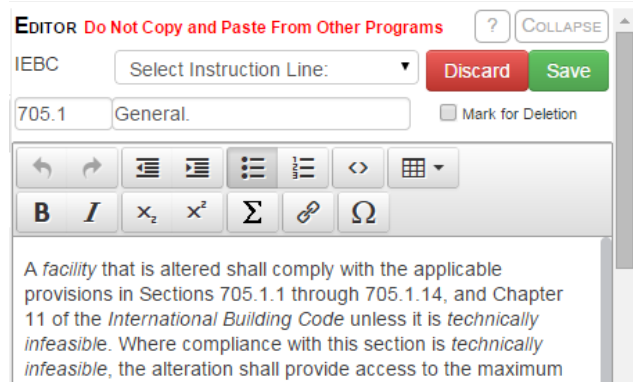 EDITOR Do Not Copy and Paste From Other Programs ? COLLAPSE
IEBC Select Instruction Line: Discard Save
705.1 General. Mark for Deletion
B I X₂ X² Σ Ω
A facility that is altered shall comply with the applicable
provisions in Sections 705.1.1 through 705.1.14, and Chapter
11 of the International Building Code unless it is technically
infeasible. Where compliance with this section is technically
infeasible, the alteration shall provide access to the maximum